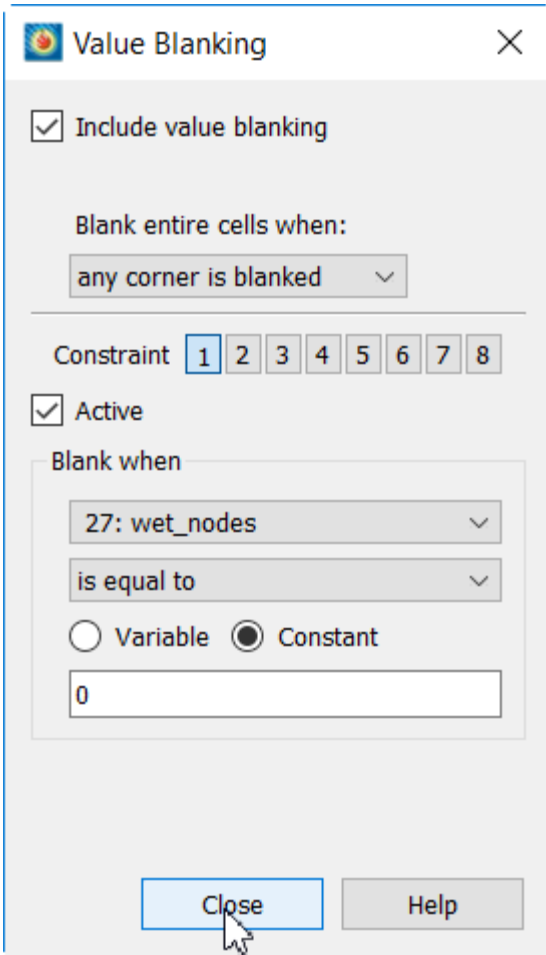 Value Blanking
Include value blanking
Blank entire cells when:
any corner is blanked
Constraint 1 2 3 4 5 6 7 8
Active
Blank when
27: wet_nodes
is equal to
Variable Constant
0
Close Help